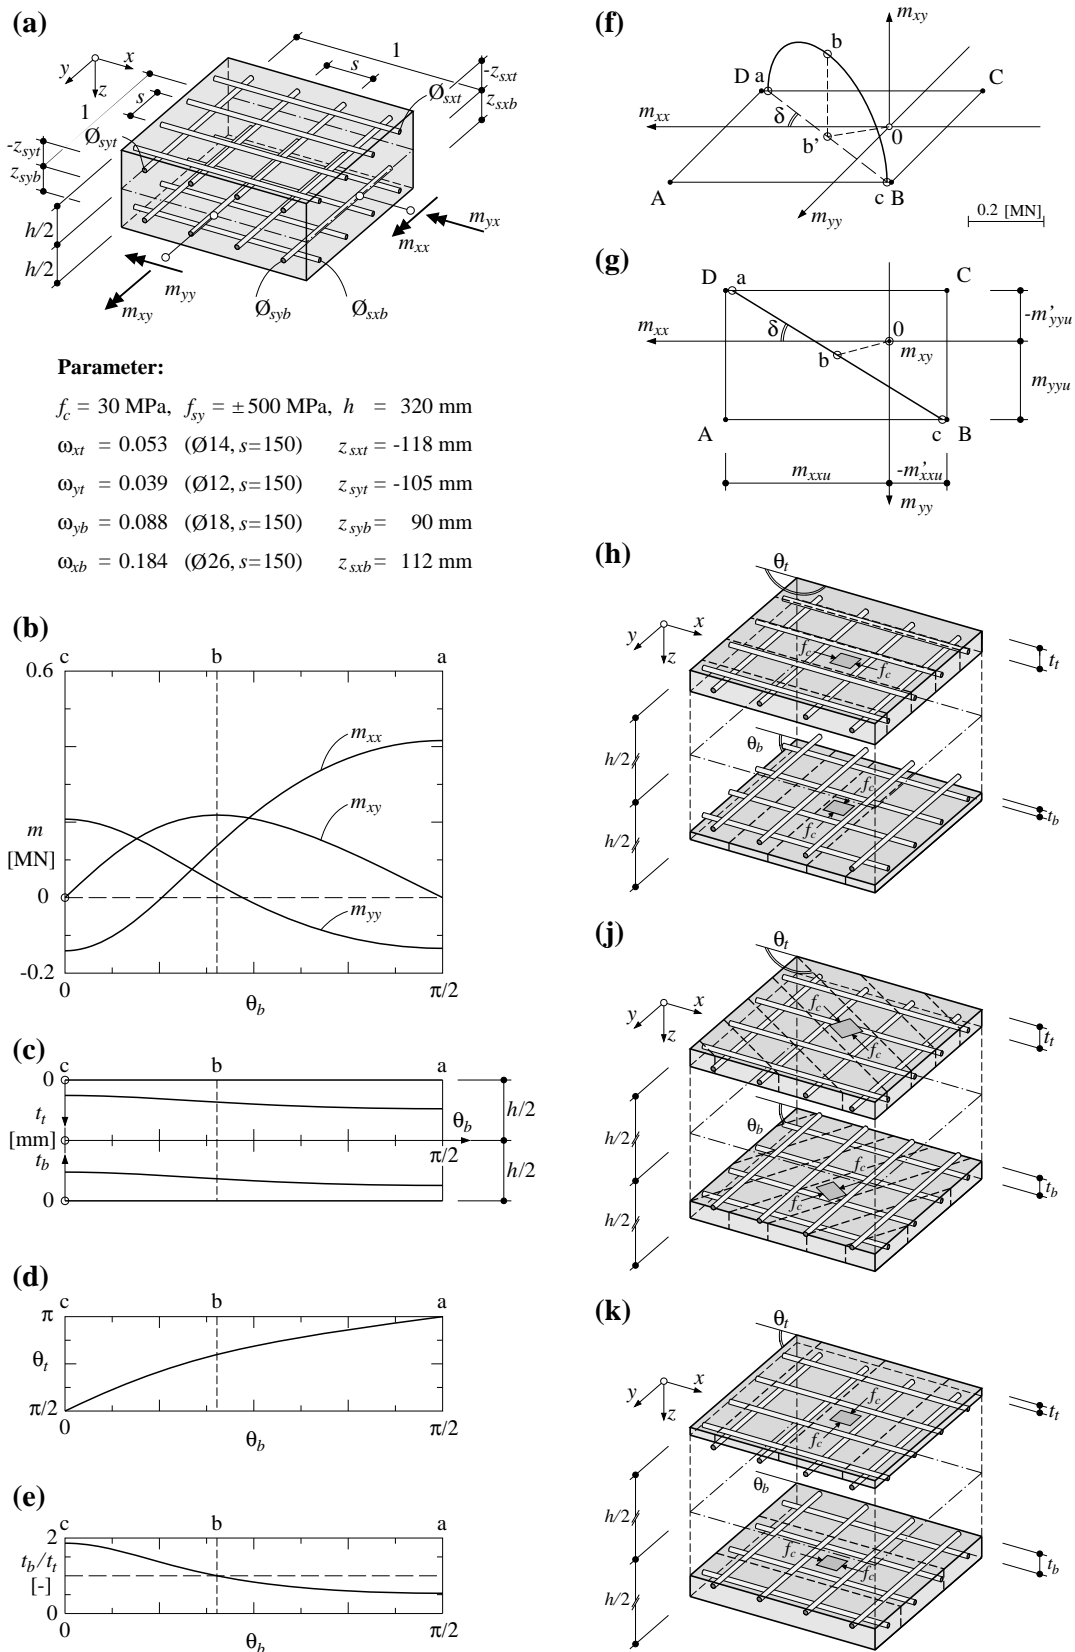 (a)
1
s
x
y
z
1
s
-z_sxt
z_sxb
Ø_sxt
Ø_syt
-z_syt
z_syb
h/2
h/2
m_yx
m_xx
m_yy
m_xy
Ø_syb
Ø_sxb
Parameter:
f_c = 30 MPa, f_sy = ±500 MPa, h = 320 mm
ω_xt = 0.053 (Ø14, s=150) z_sxt = -118 mm
ω_yt = 0.039 (Ø12, s=150) z_syt = -105 mm
ω_yb = 0.088 (Ø18, s=150) z_syb = 90 mm
ω_xb = 0.184 (Ø26, s=150) z_sxb = 112 mm
(b)
c b a
0.6
m_xx
m_xy
m
[MN]
0
m_yy
-0.2
0 θ_b π/2
(c)
c b a
0
t_t
[mm]
t_b
0
θ_b
π/2
h/2
h/2
(d)
c b a
π
θ_t
π/2
0 θ_b π/2
(e)
c b a
2
t_b/t_t
[-]
0
0 θ_b π/2
(f)
m_xy
b
D a C
m_xx
δ
0
b'
A
c B
m_yy
0.2 [MN]
(g)
D a C
m_xx
δ
0
b
m_xy
-m'_yyu
m_yyu
A c B
m_xxu -m'_xxu
m_yy
(h)
θ_t
x
y
z
f_c
f_c
t_t
θ_b
h/2
f_c
f_c
t_b
h/2
(j)
θ_t
x
y
z
f_c
f_c
t_t
θ_b
h/2
f_c
f_c
t_b
h/2
(k)
θ_t
x
y
z
f_c
f_c
t_t
θ_b
h/2
f_c
f_c
t_b
h/2